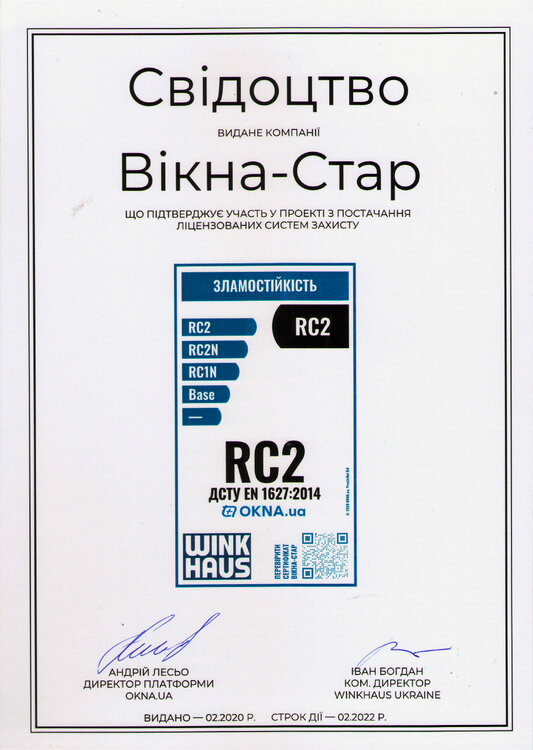 Свідоцтво
ВИДАНЕ КОМПАНІЇ
Вікна-Стар
ЩО ПІДТВЕРДЖУЄ УЧАСТЬ У ПРОЕКТІ З ПОСТАЧАННЯ
ЛІЦЕНЗОВАНИХ СИСТЕМ ЗАХИСТУ
ЗЛАМОСТІЙКІСТЬ
RC2
RC2
RC2N
RC1N
Base
—
RC2
ДСТУ EN 1627:2014
OKNA.ua
WINK
HAUS
ПЕРЕВІРИТИ
СЕРТИФІКАТ
ВІКНА-СТАР
АНДРІЙ ЛЕСЬО
ДИРЕКТОР ПЛАТФОРМИ
OKNA.UA
ІВАН БОГДАН
КОМ. ДИРЕКТОР
WINKHAUS UKRAINE
ВИДАНО — 02.2020 Р. СТРОК ДІЇ — 02.2022 Р.